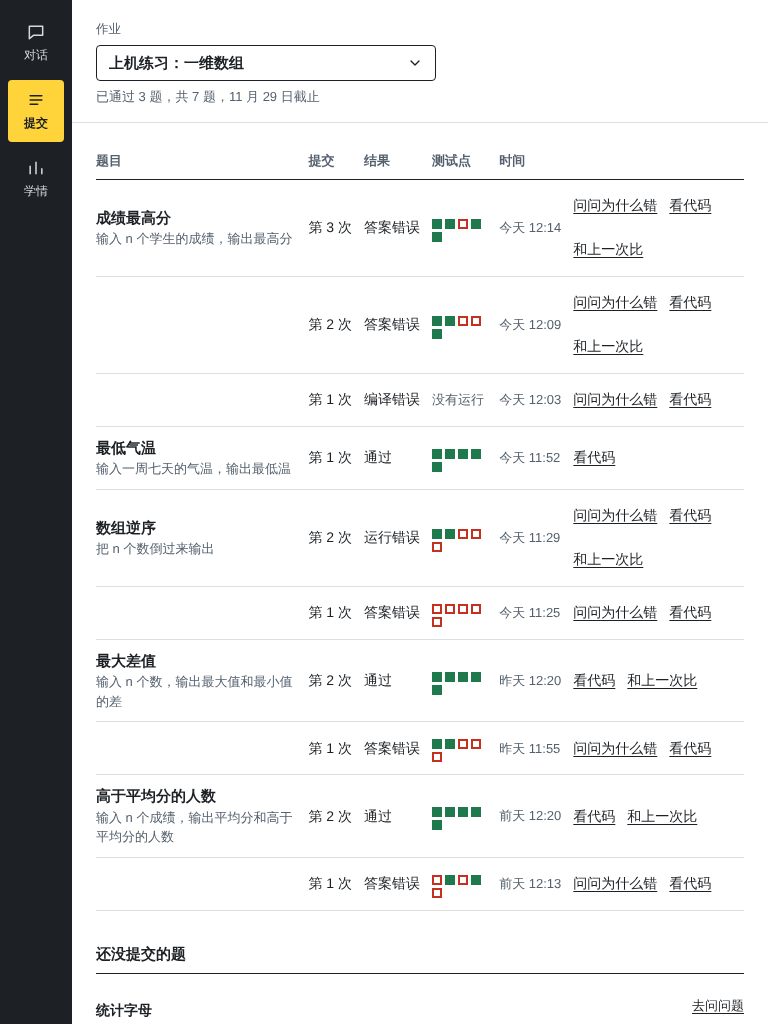 对话
提交
学情
作业
上机练习：一维数组
已通过 3 题，共 7 题，11 月 29 日截止
题目 提交 结果 测试点 时间
成绩最高分
输入 n 个学生的成绩，输出最高分
第 3 次 答案错误 今天 12:14 问问为什么错 看代码
和上一次比
第 2 次 答案错误 今天 12:09 问问为什么错 看代码
和上一次比
第 1 次 编译错误 没有运行 今天 12:03 问问为什么错 看代码
最低气温
输入一周七天的气温，输出最低温
第 1 次 通过 今天 11:52 看代码
数组逆序
把 n 个数倒过来输出
第 2 次 运行错误 今天 11:29 问问为什么错 看代码
和上一次比
第 1 次 答案错误 今天 11:25 问问为什么错 看代码
最大差值
输入 n 个数，输出最大值和最小值
的差
第 2 次 通过 昨天 12:20 看代码 和上一次比
第 1 次 答案错误 昨天 11:55 问问为什么错 看代码
高于平均分的人数
输入 n 个成绩，输出平均分和高于
平均分的人数
第 2 次 通过 前天 12:20 看代码 和上一次比
第 1 次 答案错误 前天 12:13 问问为什么错 看代码
还没提交的题
统计字母 去问问题